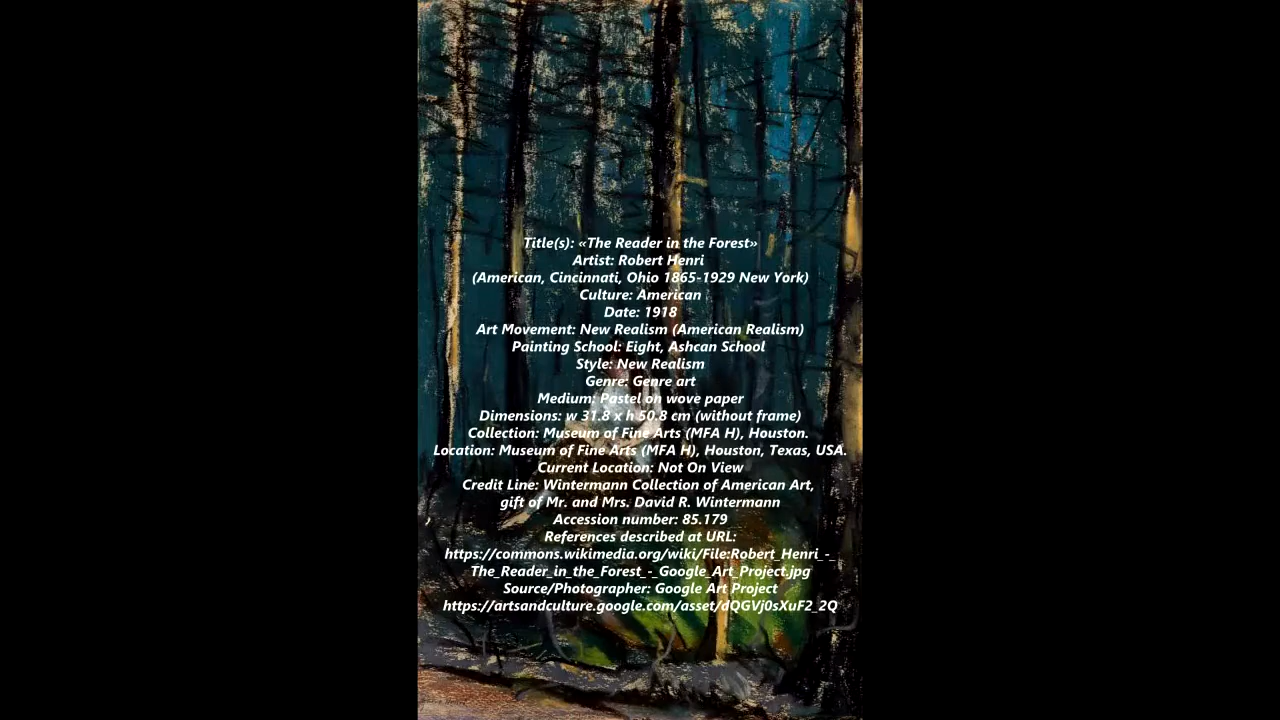 Title(s): «The Reader in the Forest»
Artist: Robert Henri
(American, Cincinnati, Ohio 1865-1929 New York)
Culture: American
Date: 1918
Art Movement: New Realism (American Realism)
Painting School: Eight, Ashcan School
Style: New Realism
Genre: Genre art
Medium: Pastel on wove paper
Dimensions: w 31.8 x h 50.8 cm (without frame)
Collection: Museum of Fine Arts (MFA H), Houston.
Location: Museum of Fine Arts (MFA H), Houston, Texas, USA.
Current Location: Not On View
Credit Line: Wintermann Collection of American Art,
gift of Mr. and Mrs. David R. Wintermann
Accession number: 85.179
References described at URL:
https://commons.wikimedia.org/wiki/File:Robert_Henri_-_
The_Reader_in_the_Forest_-_Google_Art_Project.jpg
Source/Photographer: Google Art Project
https://artsandculture.google.com/asset/dQGVj0sXuF2_2Q